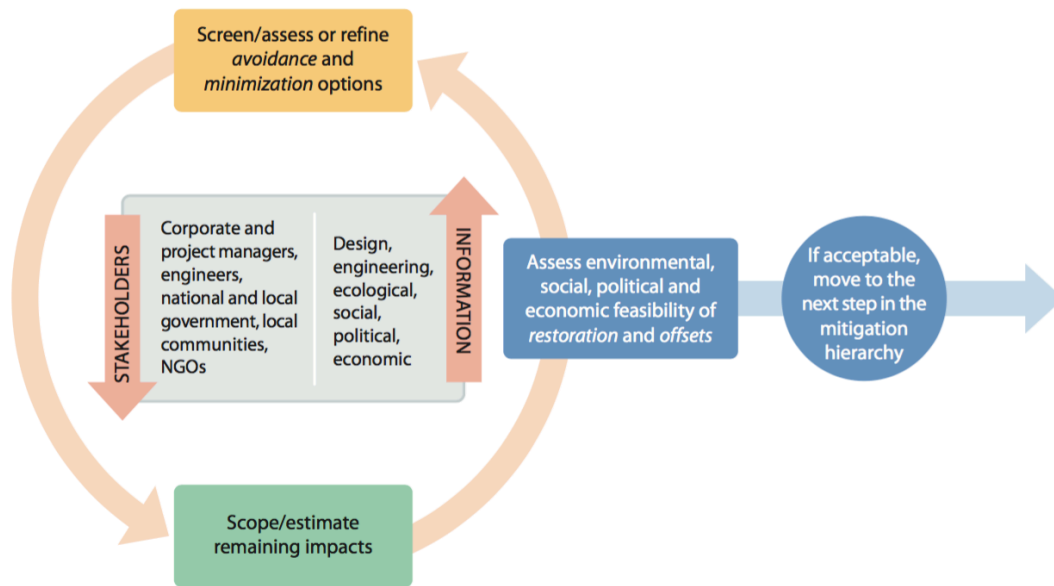 Screen/assess or refine
avoidance and
minimization options
STAKEHOLDERS
Corporate and
project managers,
engineers,
national and local
government, local
communities,
NGOs
Design,
engineering,
ecological,
social,
political,
economic
INFORMATION
Assess environmental,
social, political and
economic feasibility of
restoration and offsets
If acceptable,
move to the
next step in the
mitigation
hierarchy
Scope/estimate
remaining impacts